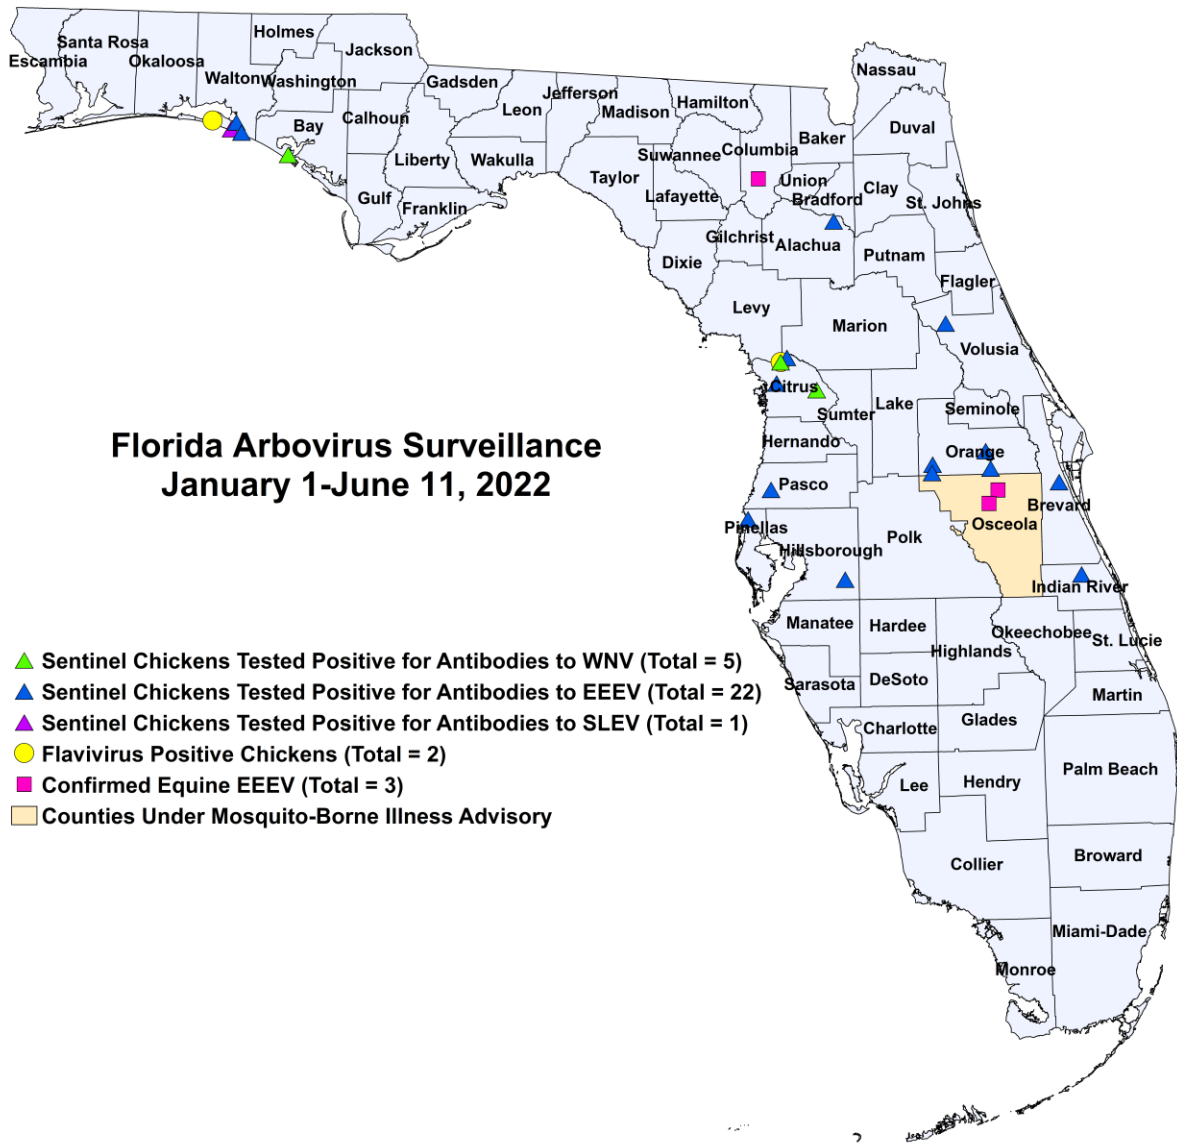 Holmes
Santa Rosa
Jackson
Nassau
Escambia
Okaloosa
Walton
Washington
Gadsden
Jefferson
Hamilton
Leon
Madison
Calhoun
Bay
Duval
Baker
Columbia
Suwannee
Liberty
Wakulla
Taylor
Union
Clay
Lafayette
Bradford
Gulf
Franklin
St. Johns
Gilchrist
Alachua
Putnam
Dixie
Flagler
Levy
Marion
Volusia
Citrus
Lake
Seminole
Sumter
Florida Arbovirus Surveillance
January 1-June 11, 2022
Hernando
Orange
Pasco
Brevard
Pinellas
Osceola
Polk
Hillsborough
Indian River
Manatee
Hardee
Okeechobee
St. Lucie
Highlands
Sarasota
DeSoto
Martin
Charlotte
Glades
Palm Beach
Lee
Hendry
Broward
Collier
Miami-Dade
Monroe
Sentinel Chickens Tested Positive for Antibodies to WNV (Total = 5)
Sentinel Chickens Tested Positive for Antibodies to EEEV (Total = 22)
Sentinel Chickens Tested Positive for Antibodies to SLEV (Total = 1)
Flavivirus Positive Chickens (Total = 2)
Confirmed Equine EEEV (Total = 3)
Counties Under Mosquito-Borne Illness Advisory